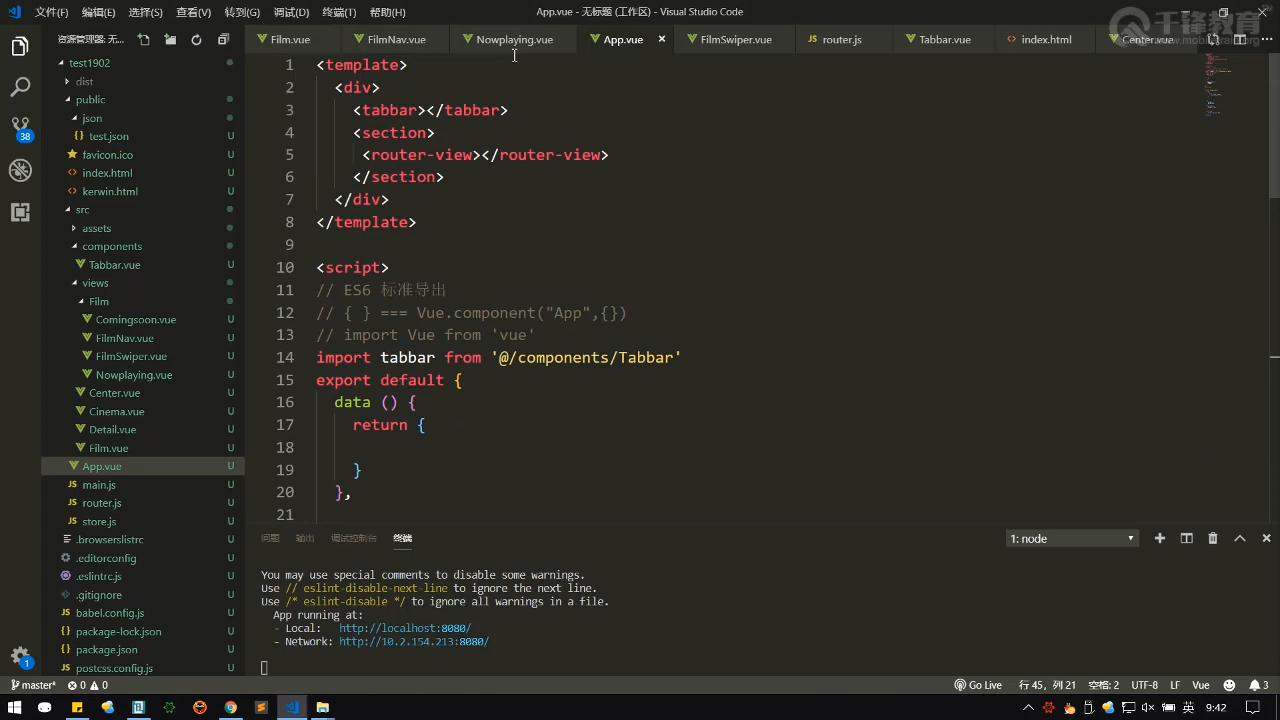 文件(F) 编辑(E) 选择(S) 查看(V) 转到(G) 调试(D) 终端(T) 帮助(H)
App.vue - 无标题 (工作区) - Visual Studio Code
千锋教育
资源管理器: 无...
Film.vue FilmNav.vue Nowplaying.vue App.vue FilmSwiper.vue router.js Tabbar.vue index.html Center.vue
test1902
dist
public
json
test.json U
favicon.ico U
index.html U
kerwin.html U
src
assets
components
Tabbar.vue U
views
Film
Comingsoon.vue U
FilmNav.vue U
FilmSwiper.vue U
Nowplaying.vue U
Center.vue U
Cinema.vue U
Detail.vue U
Film.vue U
App.vue U
main.js U
router.js U
store.js U
.browserslistrc U
.editorconfig U
.eslintrc.js U
.gitignore U
babel.config.js U
package-lock.json U
package.json U
postcss.config.js U
38
1
1 <template>
2 <div>
3 <tabbar></tabbar>
4 <section>
5 <router-view></router-view>
6 </section>
7 </div>
8 </template>
9
10 <script>
11 // ES6 标准导出
12 // { } === Vue.component("App",{})
13 // import Vue from 'vue'
14 import tabbar from '@/components/Tabbar'
15 export default {
16 data () {
17 return {
18
19 }
20 },
21
问题 输出 调试控制台 终端
1: node
You may use special comments to disable some warnings.
Use // eslint-disable-next-line to ignore the next line.
Use /* eslint-disable */ to ignore all warnings in a file.
App running at:
- Local: http://localhost:8080/
- Network: http://10.2.154.213:8080/
master* 0 0
Go Live 行 45, 列 21 空格: 2 UTF-8 LF Vue 3
英 9:42